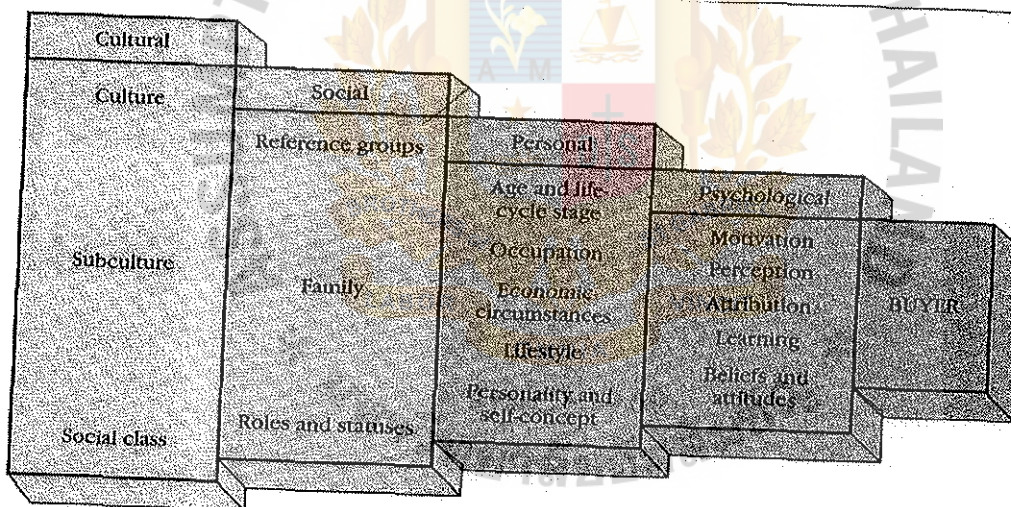 Cultural
Culture
Subculture
Social class
Social
Reference groups
Family
Roles and statuses
Personal
Age and life-
cycle stage
Occupation
Economic
circumstances
Lifestyle
Personality and
self-concept
Psychological
Motivation
Perception
Attribution
Learning
Beliefs and
attitudes
BUYER
A M